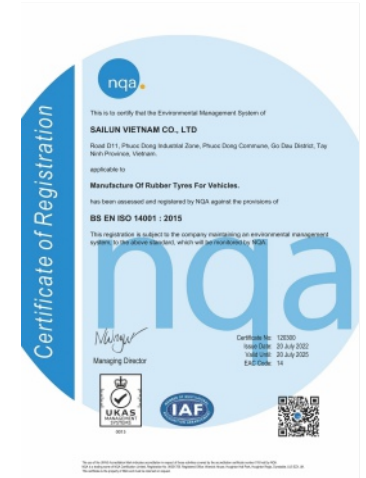 Certificate of Registration
nqa.
This is to certify that the Environmental Management System of
SAILUN VIETNAM CO., LTD
Road D11, Phuoc Dong Industrial Zone, Phuoc Dong Commune, Go Dau District, Tay
Ninh Province, Vietnam.
applicable to
Manufacture Of Rubber Tyres For Vehicles.
has been assessed and registered by NQA against the provisions of
BS EN ISO 14001 : 2015
This registration is subject to the company maintaining an environmental management
system, to the above standard, which will be monitored by NQA.
nqa
Managing Director
Certificate No: 120300
Issue Date: 20 July 2022
Valid Until: 20 July 2025
EAC Code: 14
UKAS
MANAGEMENT
SYSTEMS
IAF